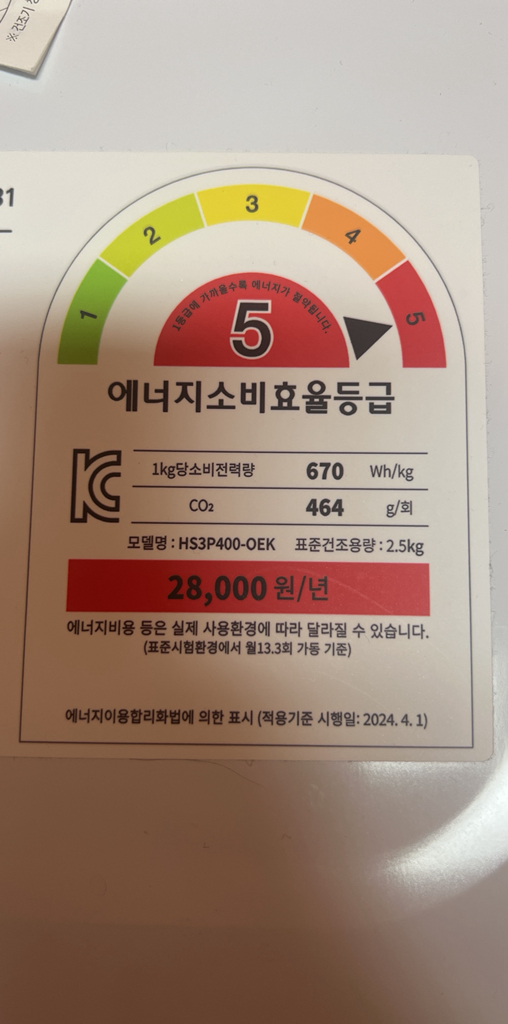 ※건조기
31
1
2
3
4
5
1등급에 가까울수록 에너지가 절약됩니다.
5
에너지소비효율등급
1kg당소비전력량 670 Wh/kg
CO₂ 464 g/회
모델명 : HS3P400-OEK 표준건조용량 : 2.5kg
28,000 원/년
에너지비용 등은 실제 사용환경에 따라 달라질 수 있습니다.
(표준시험환경에서 월13.3회 가동 기준)
에너지이용합리화법에 의한 표시 (적용기준 시행일: 2024. 4. 1)